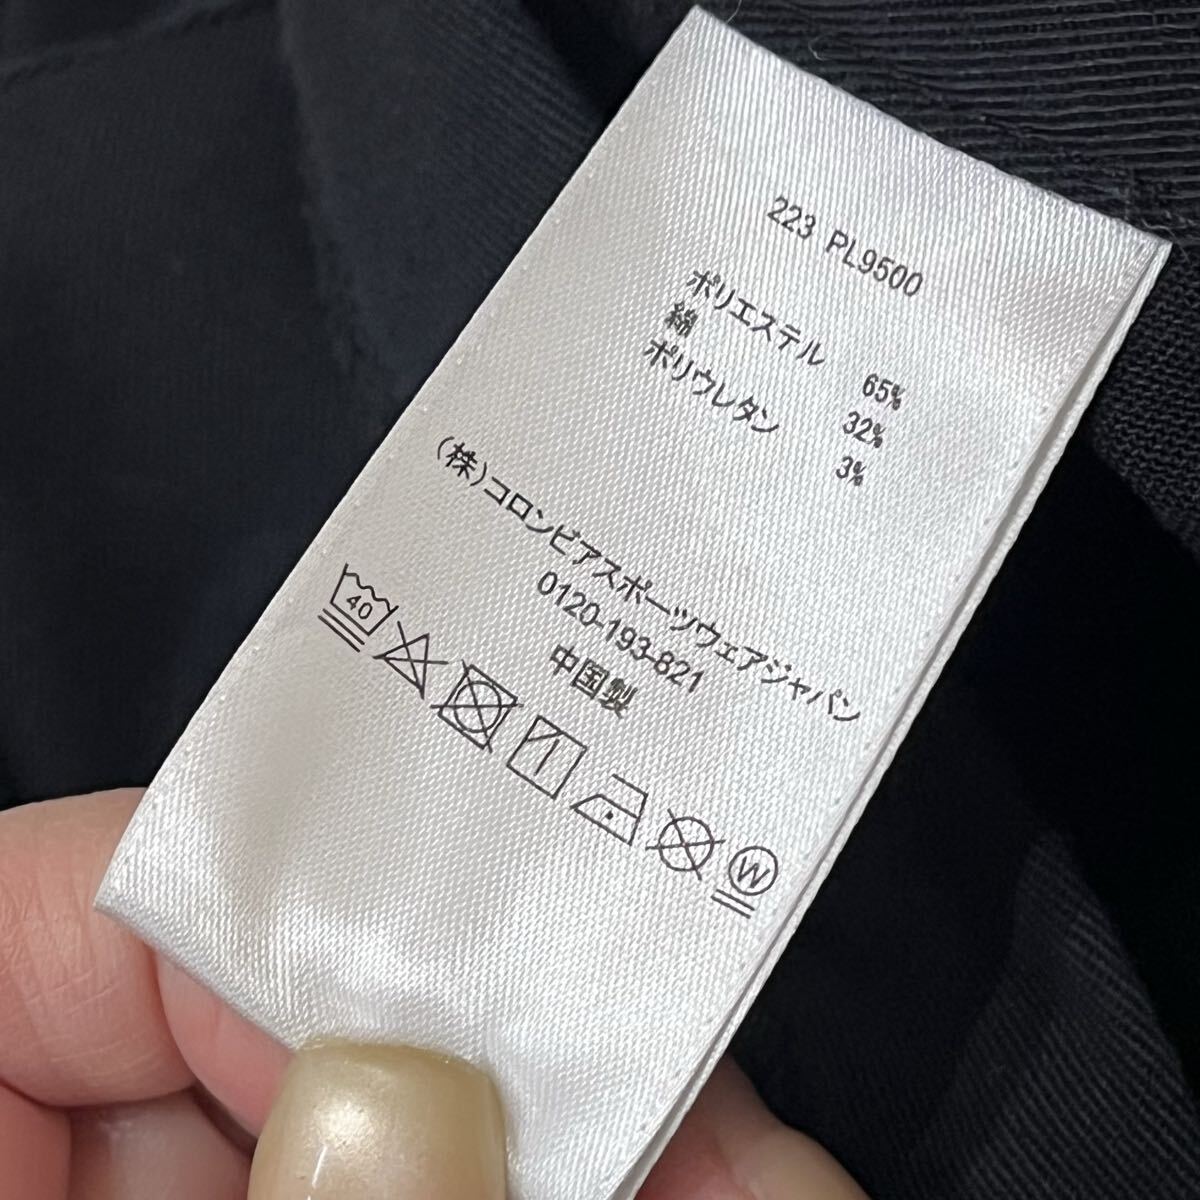 223 PL9500
ポリエステル 65%
綿 32%
ポリウレタン 3%
(株)コロンビアスポーツウェアジャパン
0120-193-821
中国製
40
W